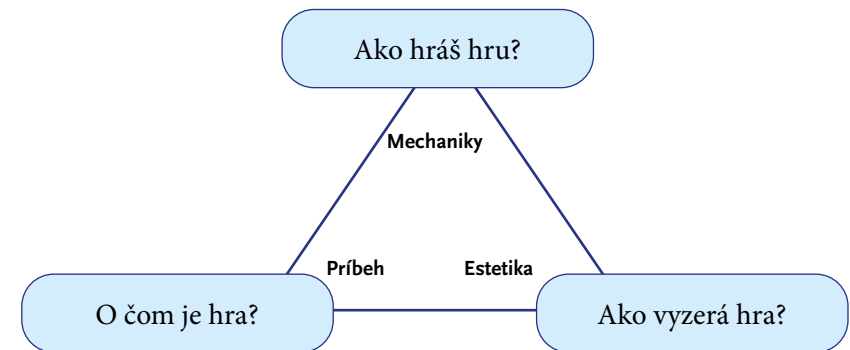 Ako hráš hru?
Mechaniky
Príbeh
Estetika
O čom je hra?
Ako vyzerá hra?